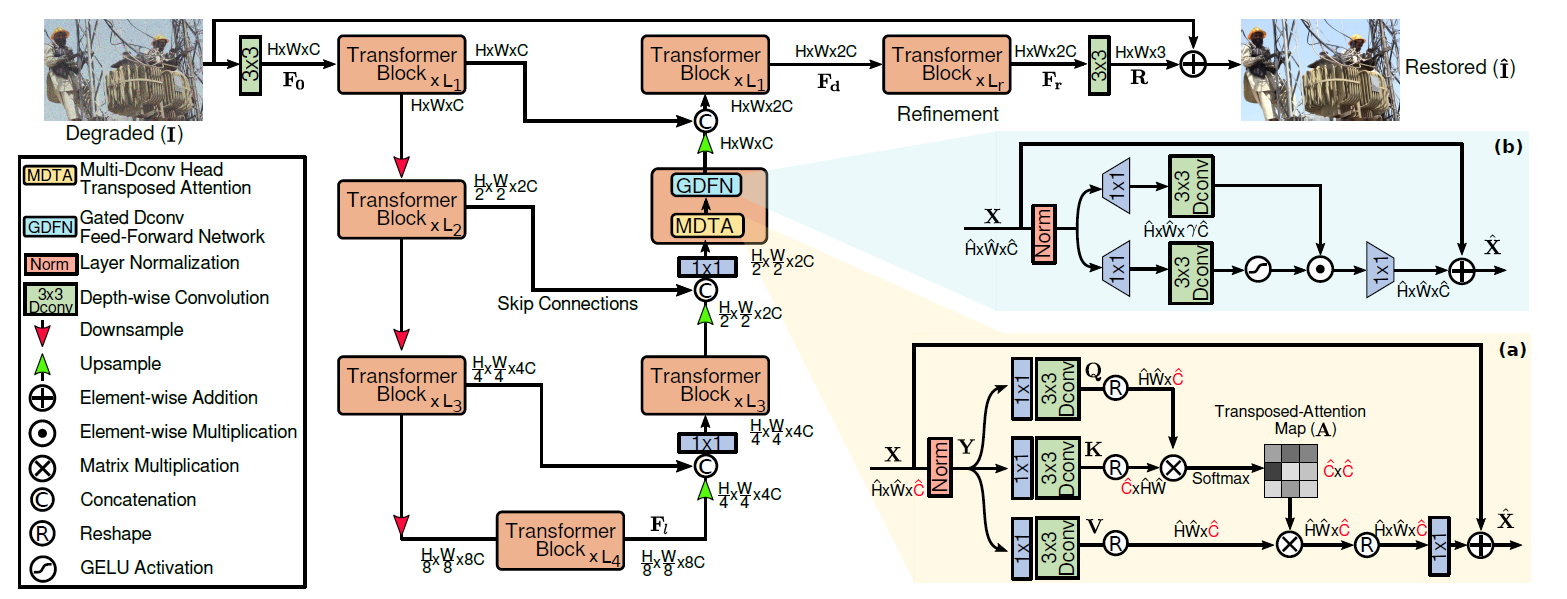 3x3
HxWxC
F₀
Transformer
Block x L₁
HxWxC
Transformer
Block x L₁
HxWx2C
F_d
Transformer
Block x L_r
HxWx2C
F_r
3x3
HxWx3
R
Restored (Î)
Degraded (I)
HxWxC
HxWx2C
Refinement
C
HxWxC
MDTA
Multi-Dconv Head
Transposed Attention
GDFN
Gated Dconv
Feed-Forward Network
Norm
Layer Normalization
3x3
Dconv
Depth-wise Convolution
Downsample
Upsample
Element-wise Addition
Element-wise Multiplication
Matrix Multiplication
C
Concatenation
R
Reshape
GELU Activation
Transformer
Block x L₂
H/2xW/2x2C
GDFN
MDTA
1x1
H/2xW/2x2C
C
Skip Connections
H/2xW/2x2C
Transformer
Block x L₃
H/4xW/4x4C
Transformer
Block x L₃
1x1
H/4xW/4x4C
C
H/4xW/4x4C
H/8xW/8x8C
Transformer
Block x L₄
F_l
H/8xW/8x8C
(b)
X
ĤxŴxĈ
Norm
1x1
3x3
Dconv
ĤxŴxγĈ
1x1
3x3
Dconv
1x1
ĤxŴxĈ
X̂
(a)
X
ĤxŴxĈ
Norm
Y
1x1
3x3
Dconv
Q
R
ĤŴxĈ
1x1
3x3
Dconv
K
R
ĈxĤŴ
Softmax
Transposed-Attention
Map (A)
ĈxĈ
1x1
3x3
Dconv
V
R
ĤŴxĈ
ĤŴxĈ
R
ĤxŴxĈ
1x1
X̂